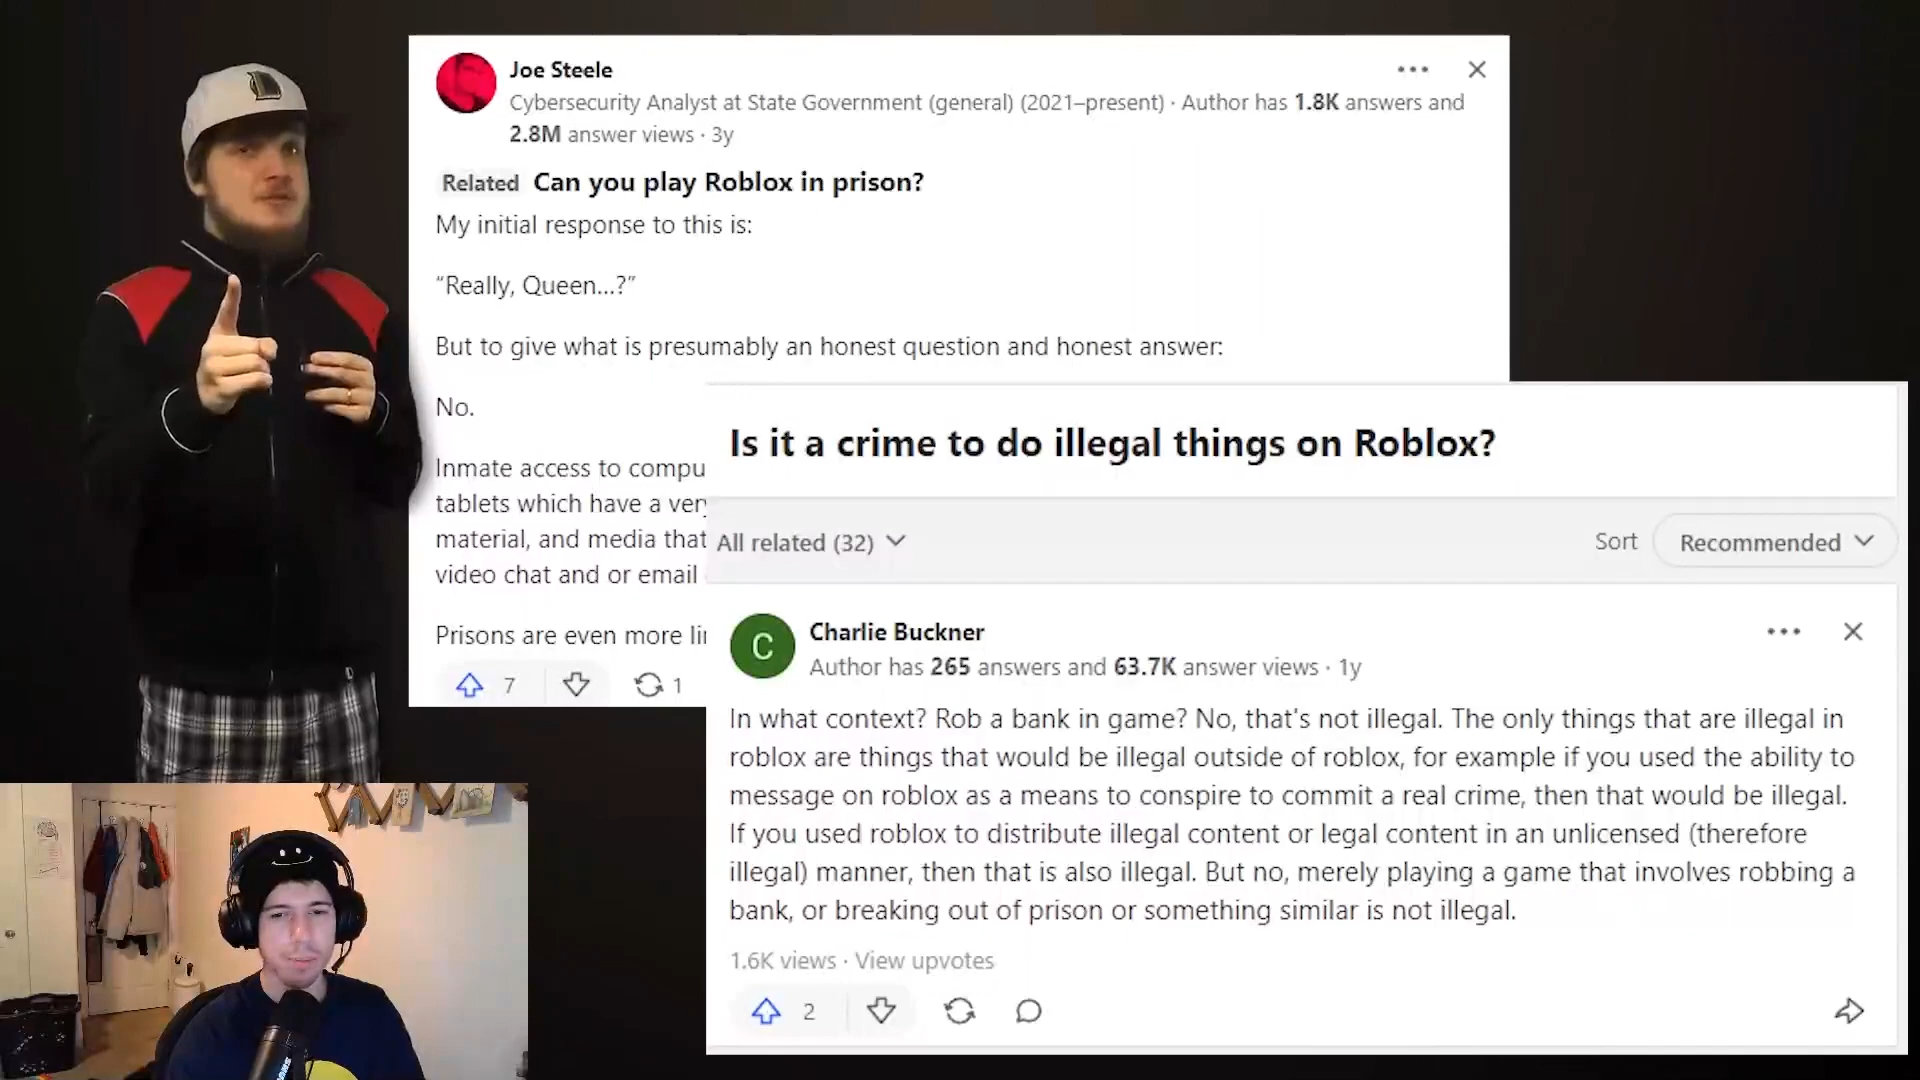 Joe Steele
Cybersecurity Analyst at State Government (general) (2021–present) · Author has 1.8K answers and
2.8M answer views · 3y
Related Can you play Roblox in prison?
My initial response to this is:
“Really, Queen...?”
But to give what is presumably an honest question and honest answer:
No.
Inmate access to compu
tablets which have a very
material, and media that
video chat and or email
Prisons are even more lin
7
1
Is it a crime to do illegal things on Roblox?
All related (32)
Sort
Recommended
C
Charlie Buckner
Author has 265 answers and 63.7K answer views · 1y
In what context? Rob a bank in game? No, that's not illegal. The only things that are illegal in
roblox are things that would be illegal outside of roblox, for example if you used the ability to
message on roblox as a means to conspire to commit a real crime, then that would be illegal.
If you used roblox to distribute illegal content or legal content in an unlicensed (therefore
illegal) manner, then that is also illegal. But no, merely playing a game that involves robbing a
bank, or breaking out of prison or something similar is not illegal.
1.6K views · View upvotes
2